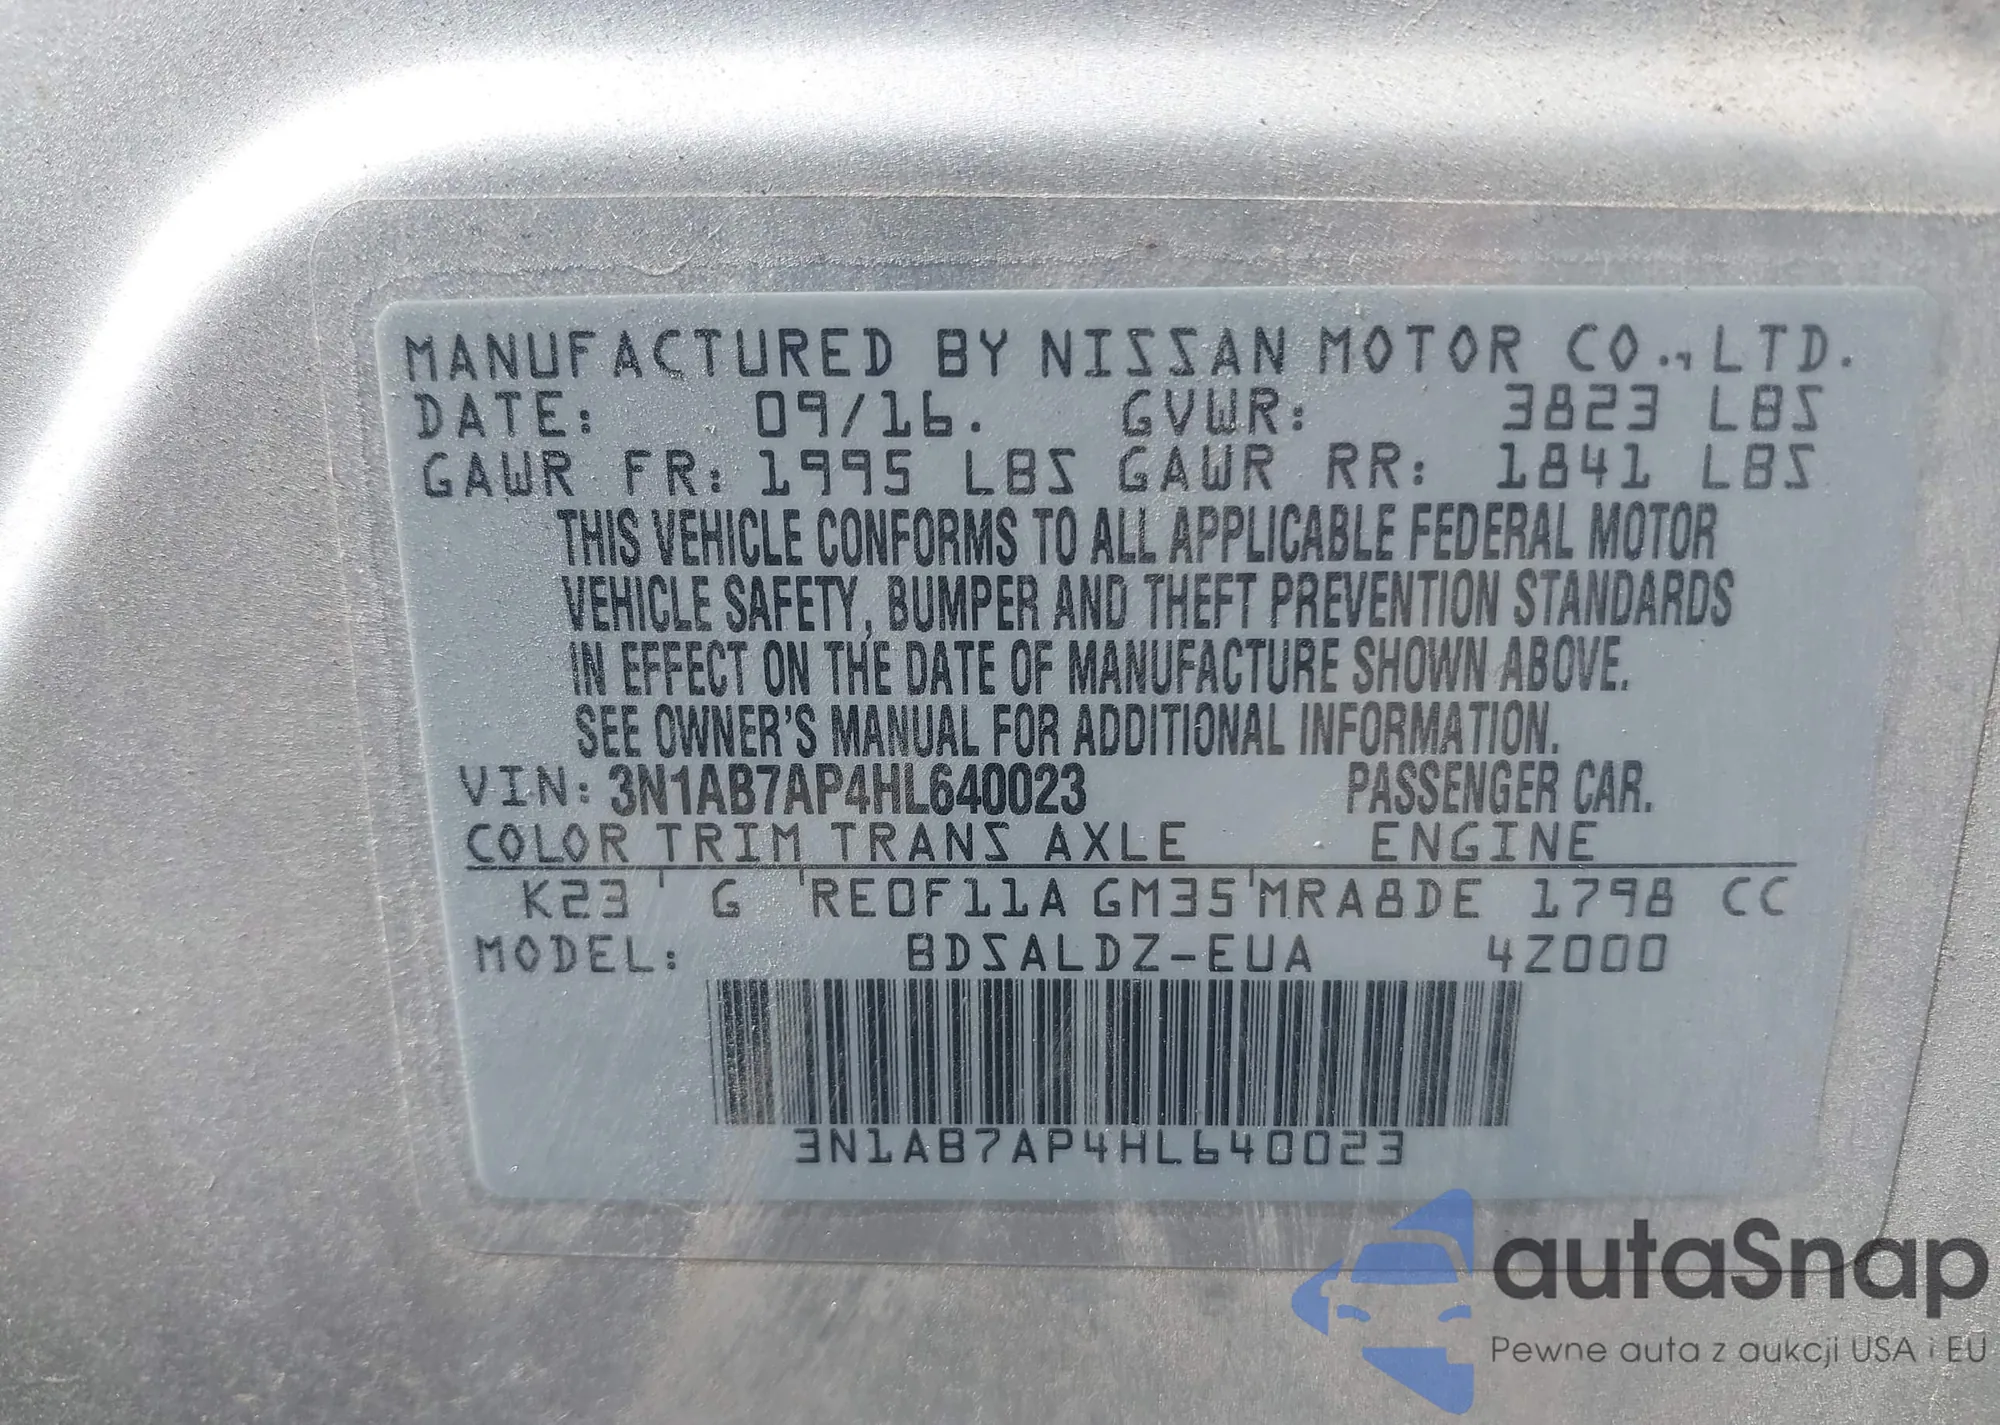 MANUFACTURED BY NISSAN MOTOR CO., LTD.
DATE: 09/16. GVWR: 3823 LBS
GAWR FR: 1995 LBS GAWR RR: 1841 LBS
THIS VEHICLE CONFORMS TO ALL APPLICABLE FEDERAL MOTOR
VEHICLE SAFETY, BUMPER AND THEFT PREVENTION STANDARDS
IN EFFECT ON THE DATE OF MANUFACTURE SHOWN ABOVE.
SEE OWNER'S MANUAL FOR ADDITIONAL INFORMATION.
VIN: 3N1AB7AP4HL640023 PASSENGER CAR.
COLOR TRIM TRANS AXLE ENGINE
K23 ' G 'RE0F11A GM35'MRA8DE 1798 CC
MODEL: BDSALDZ-EUA 4Z000
3N1AB7AP4HL640023
autaSnap
Pewne auta z aukcji USA i EU